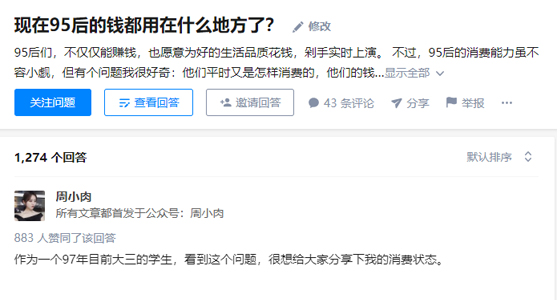 现在95后的钱都用在什么地方了？ 修改
95后们，不仅仅能赚钱，也愿意为好的生活品质花钱，剁手实时上演。 不过，95后的消费能力虽不
容小觑，但有个问题我很好奇：他们平时又是怎样消费的，他们的钱...显示全部
关注问题 查看回答 邀请回答 43 条评论 分享 举报 ...
1,274 个回答 默认排序
周小肉
所有文章都首发于公众号：周小肉
883 人赞同了该回答
作为一个97年目前大三的学生，看到这个问题，很想给大家分享下我的消费状态。